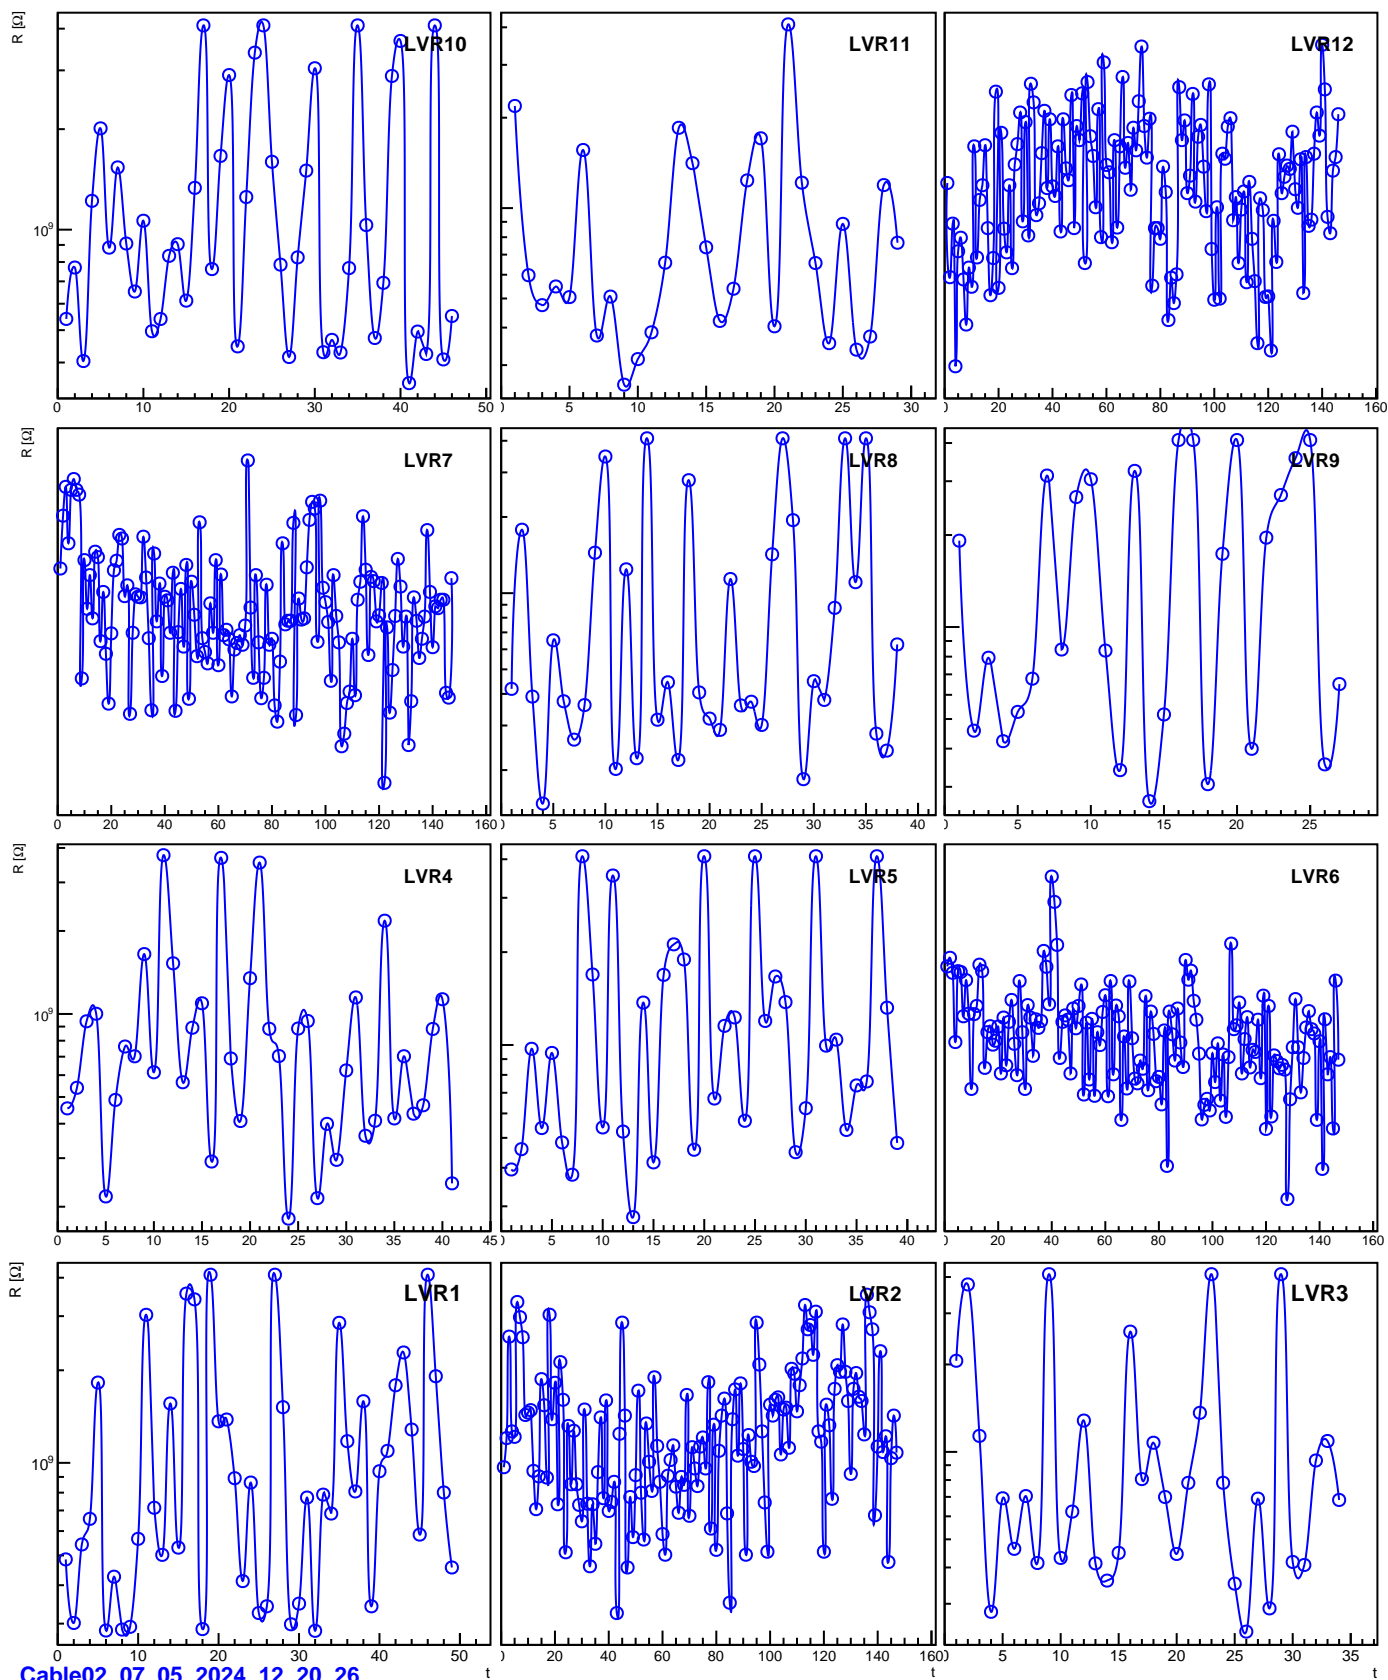 R [Ω]
LVR10
LVR11
LVR12
10⁹
0 10 20 30 40 50
5 10 15 20 25 30
0 20 40 60 80 100 120 140 160
R [Ω]
LVR7
LVR8
LVR9
0 20 40 60 80 100 120 140 160
5 10 15 20 25 30 35 40
5 10 15 20 25
R [Ω]
LVR4
LVR5
LVR6
10⁹
0 5 10 15 20 25 30 35 40 45
5 10 15 20 25 30 35 40
0 20 40 60 80 100 120 140 160
R [Ω]
LVR1
LVR2
LVR3
10⁹
0 10 20 30 40 50
20 40 60 80 100 120 140 160
5 10 15 20 25 30 35
t
t
t
Cable02_07_05_2024_12_20_26